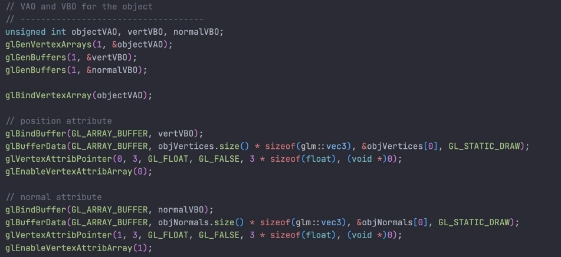 // VAO and VBO for the object
// -----------------------------------
unsigned int objectVAO, vertVBO, normalVBO;
glGenVertexArrays(1, &objectVAO);
glGenBuffers(1, &vertVBO);
glGenBuffers(1, &normalVBO);
glBindVertexArray(objectVAO);
// position attribute
glBindBuffer(GL_ARRAY_BUFFER, vertVBO);
glBufferData(GL_ARRAY_BUFFER, objVertices.size() * sizeof(glm::vec3), &objVertices[0], GL_STATIC_DRAW);
glVertexAttribPointer(0, 3, GL_FLOAT, GL_FALSE, 3 * sizeof(float), (void *)0);
glEnableVertexAttribArray(0);
// normal attribute
glBindBuffer(GL_ARRAY_BUFFER, normalVBO);
glBufferData(GL_ARRAY_BUFFER, objNormals.size() * sizeof(glm::vec3), &objNormals[0], GL_STATIC_DRAW);
glVertexAttribPointer(1, 3, GL_FLOAT, GL_FALSE, 3 * sizeof(float), (void *)0);
glEnableVertexAttribArray(1);